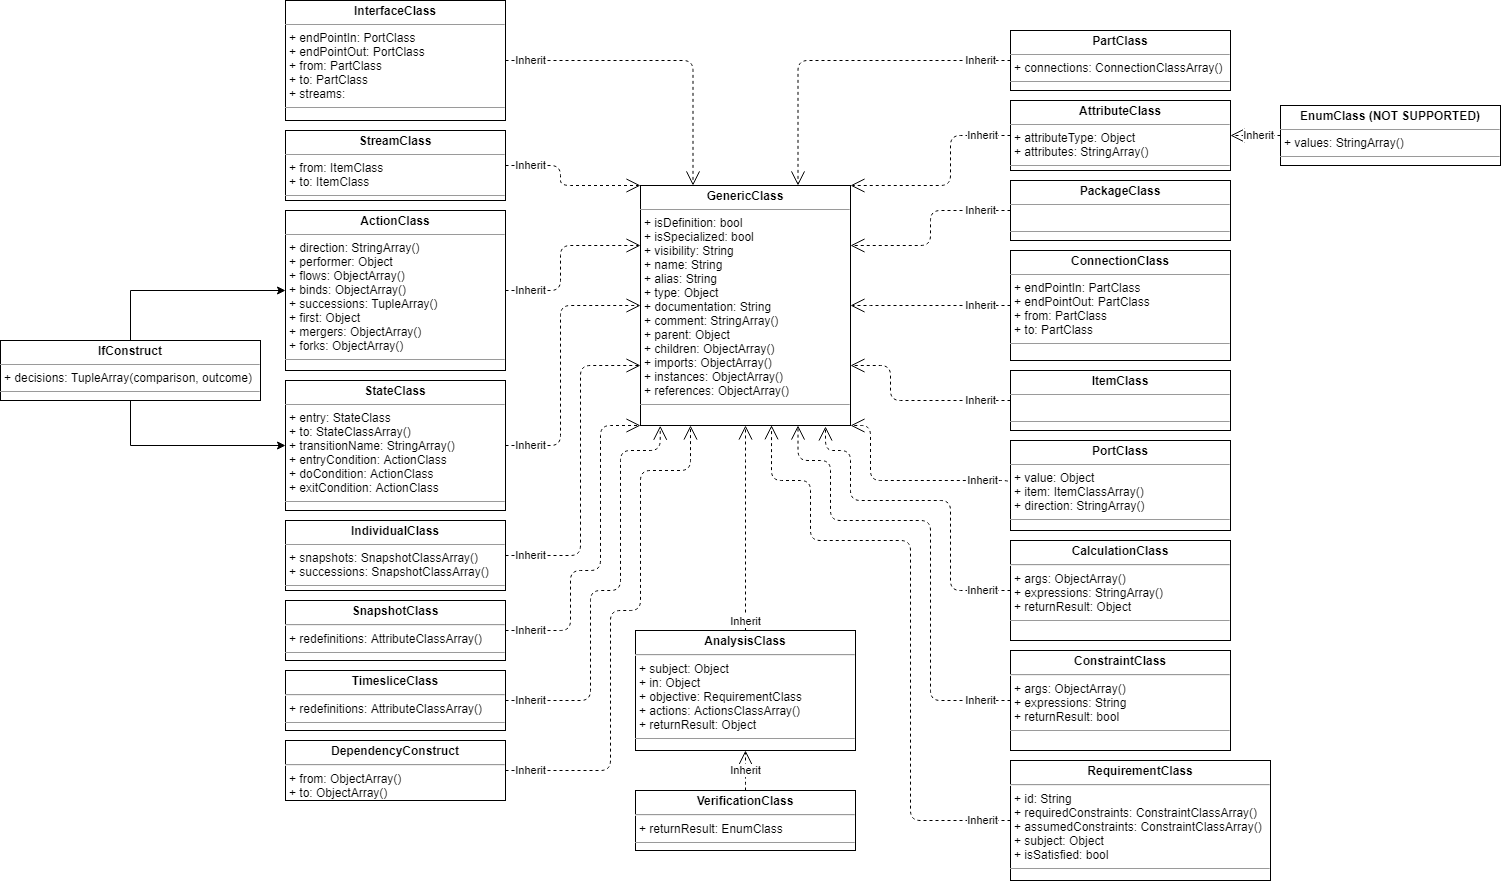 InterfaceClass
+ endPointIn: PortClass
+ endPointOut: PortClass
+ from: PartClass
+ to: PartClass
+ streams:
Inherit
StreamClass
+ from: ItemClass
+ to: ItemClass
Inherit
ActionClass
+ direction: StringArray()
+ performer: Object
+ flows: ObjectArray()
+ binds: ObjectArray()
+ successions: TupleArray()
+ first: Object
+ mergers: ObjectArray()
+ forks: ObjectArray()
Inherit
IfConstruct
+ decisions: TupleArray(comparison, outcome)
StateClass
+ entry: StateClass
+ to: StateClassArray()
+ transitionName: StringArray()
+ entryCondition: ActionClass
+ doCondition: ActionClass
+ exitCondition: ActionClass
Inherit
IndividualClass
+ snapshots: SnapshotClassArray()
+ successions: SnapshotClassArray()
Inherit
SnapshotClass
+ redefinitions: AttributeClassArray()
Inherit
TimesliceClass
+ redefinitions: AttributeClassArray()
Inherit
DependencyConstruct
+ from: ObjectArray()
+ to: ObjectArray()
Inherit
GenericClass
+ isDefinition: bool
+ isSpecialized: bool
+ visibility: String
+ name: String
+ alias: String
+ type: Object
+ documentation: String
+ comment: StringArray()
+ parent: Object
+ children: ObjectArray()
+ imports: ObjectArray()
+ instances: ObjectArray()
+ references: ObjectArray()
Inherit
AnalysisClass
+ subject: Object
+ in: Object
+ objective: RequirementClass
+ actions: ActionsClassArray()
+ returnResult: Object
Inherit
VerificationClass
+ returnResult: EnumClass
PartClass
+ connections: ConnectionClassArray()
Inherit
AttributeClass
+ attributeType: Object
+ attributes: StringArray()
Inherit
EnumClass (NOT SUPPORTED)
+ values: StringArray()
Inherit
PackageClass
Inherit
ConnectionClass
+ endPointIn: PartClass
+ endPointOut: PartClass
+ from: PartClass
+ to: PartClass
Inherit
ItemClass
Inherit
PortClass
+ value: Object
+ item: ItemClassArray()
+ direction: StringArray()
Inherit
CalculationClass
+ args: ObjectArray()
+ expressions: StringArray()
+ returnResult: Object
Inherit
ConstraintClass
+ args: ObjectArray()
+ expressions: String
+ returnResult: bool
Inherit
RequirementClass
+ id: String
+ requiredConstraints: ConstraintClassArray()
+ assumedConstraints: ConstraintClassArray()
+ subject: Object
+ isSatisfied: bool
Inherit